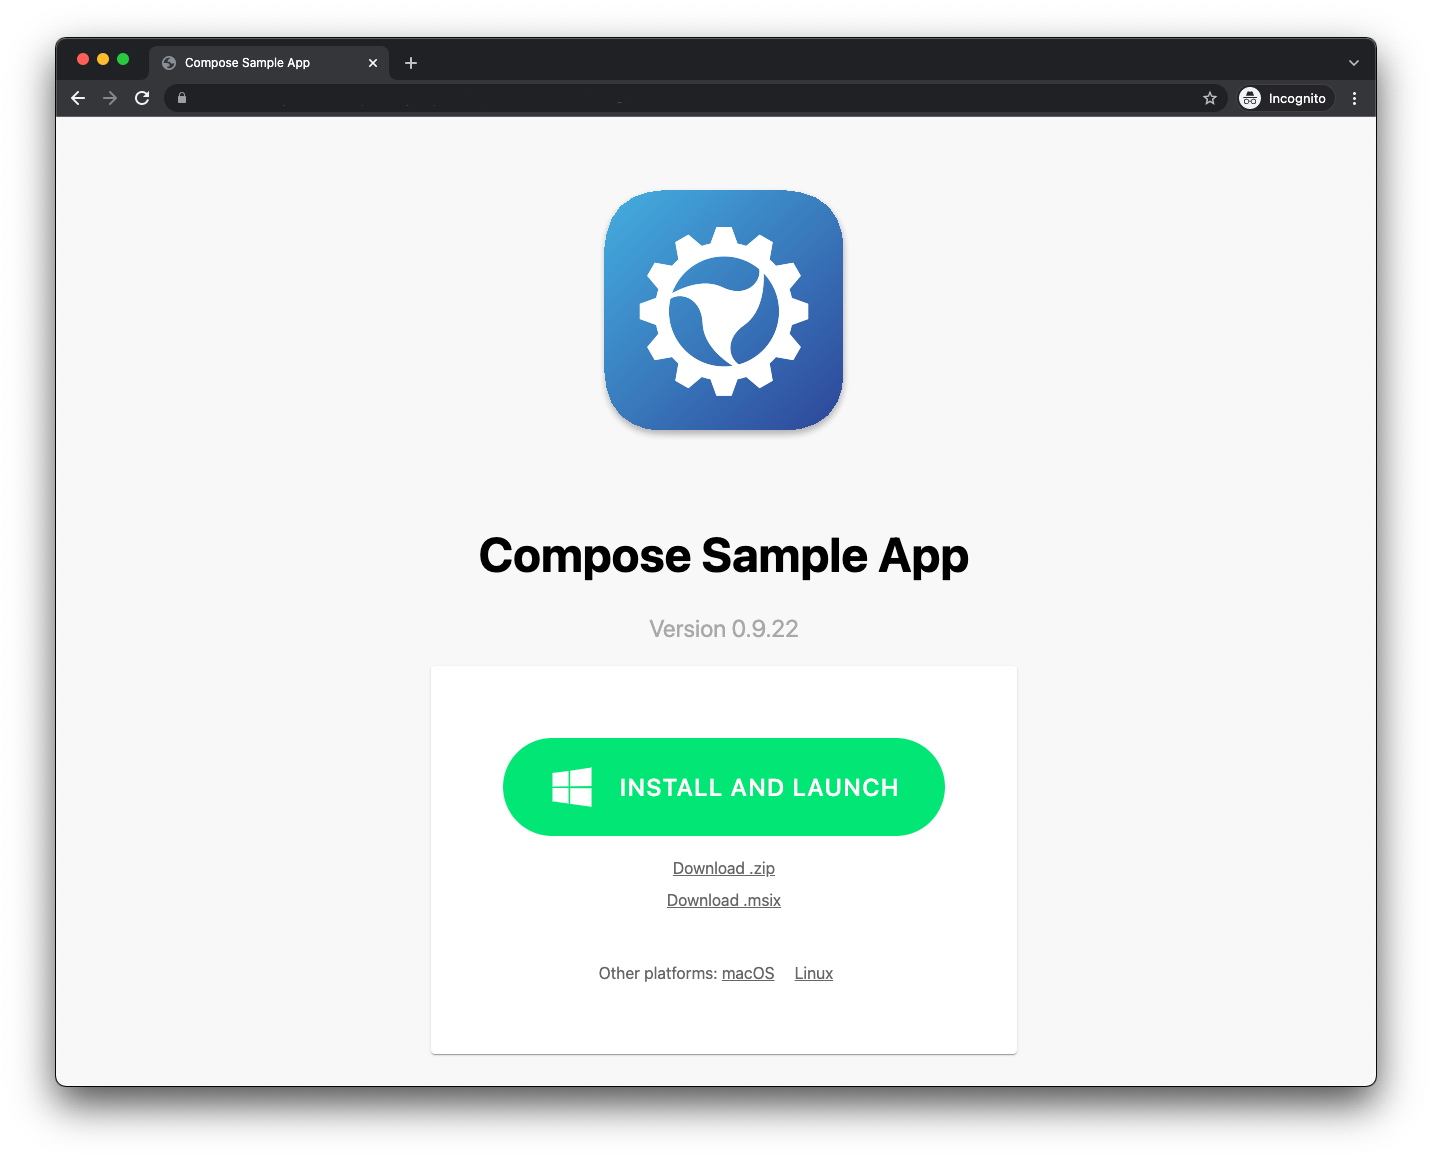 Compose Sample App
Incognito
Compose Sample App
Version 0.9.22
INSTALL AND LAUNCH
Download .zip
Download .msix
Other platforms: macOS Linux